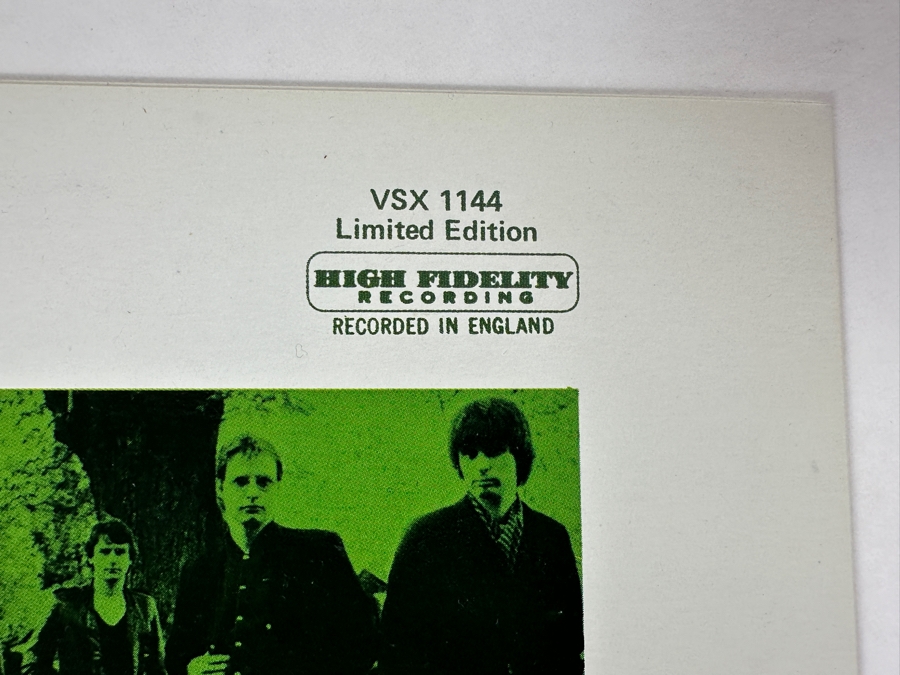 VSX 1144
Limited Edition
HIGH FIDELITY
RECORDING
RECORDED IN ENGLAND